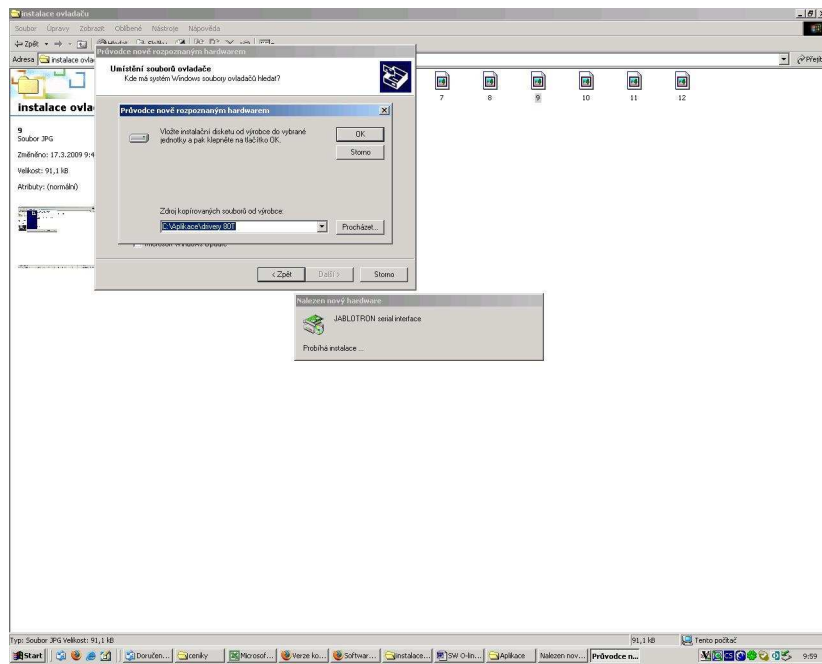 instalace ovladaču
Soubor Úpravy Zobrazit Oblíbené Nástroje Nápověda
Zpět
Adresa instalace ovla
Průvodce nově rozpoznaným hardwarem
Umístění souborů ovladače
Kde má systém Windows soubory ovladačů hledat?
7 8 9 10 11 12
instalace ovla
9
Soubor JPG
Změněno: 17.3.2009 9:4
Velikost: 91,1 kB
Atributy: (normální)
Průvodce nově rozpoznaným hardwarem
Vložte instalační disketu od výrobce do vybrané
jednotky a pak klepněte na tlačítko OK.
OK
Storno
Zdroj kopírovaných souborů od výrobce:
C:\Aplikace\drivery 80T
Procházet...
< Zpět Další > Storno
Nalezen nový hardware
JABLOTRON serial interface
Probíhá instalace ...
Typ: Soubor JPG Velikost: 91,1 kB 91,1 kB Tento počítač
Start Doručen... ceniky Microsof... Verze ko... Softwar... instalace... SW O-lin... Aplikace Nalezen nov... Průvodce n... 9:59